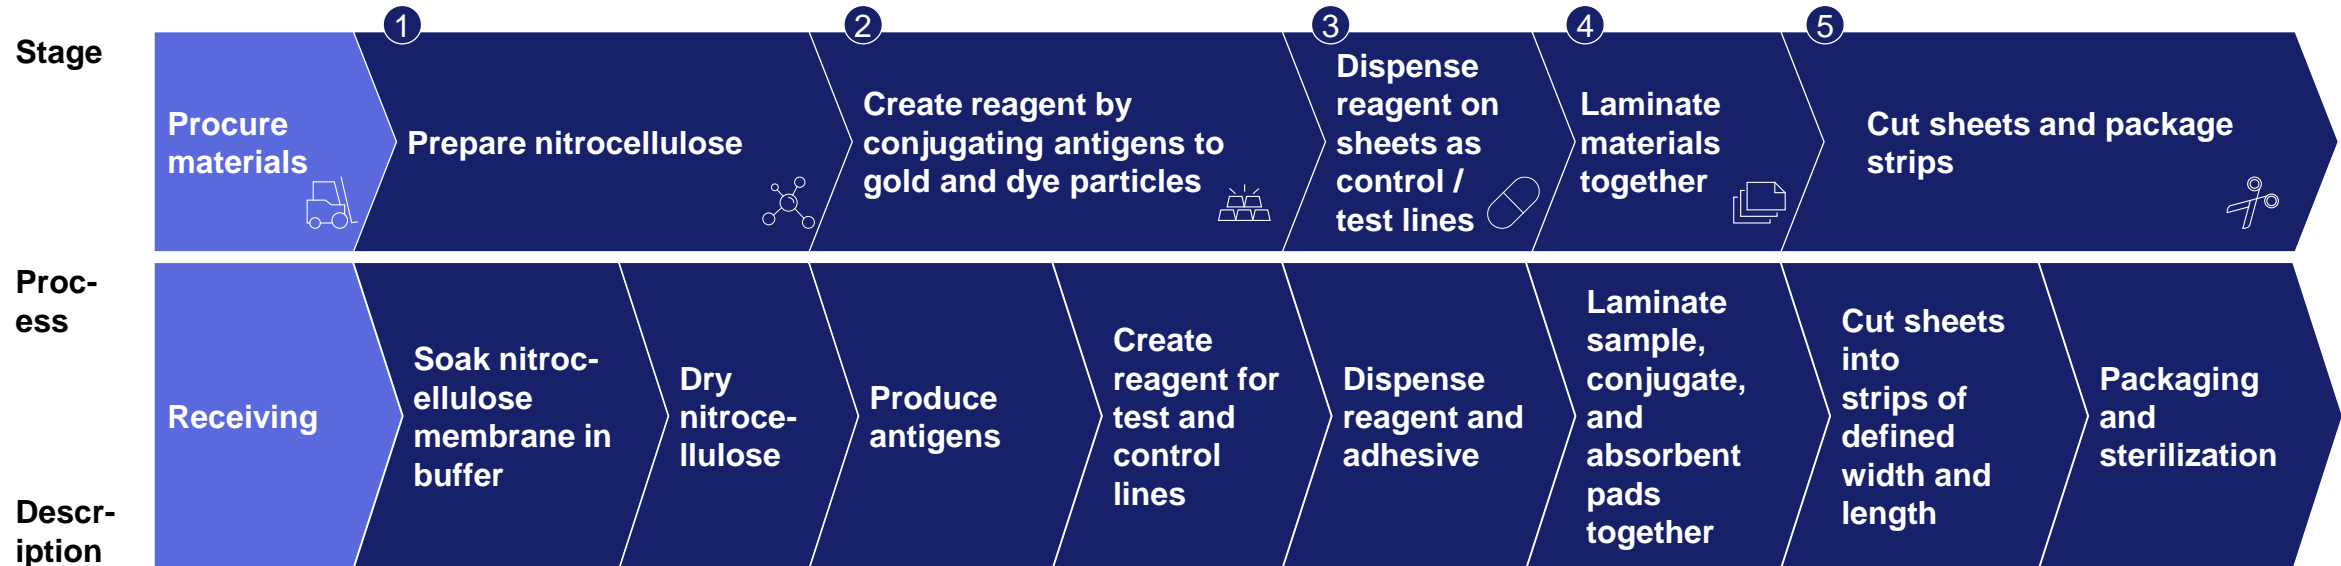 Stage
Procure
materials
1
Prepare nitrocellulose
2
Create reagent by
conjugating antigens to
gold and dye particles
3
Dispense
reagent on
sheets as
control /
test lines
4
Laminate
materials
together
5
Cut sheets and package
strips
Proc-
ess
Receiving
Soak nitroc-
ellulose
membrane in
buffer
Dry
nitroce-
llulose
Produce
antigens
Create
reagent for
test and
control
lines
Dispense
reagent and
adhesive
Laminate
sample,
conjugate,
and
absorbent
pads
together
Cut sheets
into
strips of
defined
width and
length
Packaging
and
sterilization
Descr-
iption